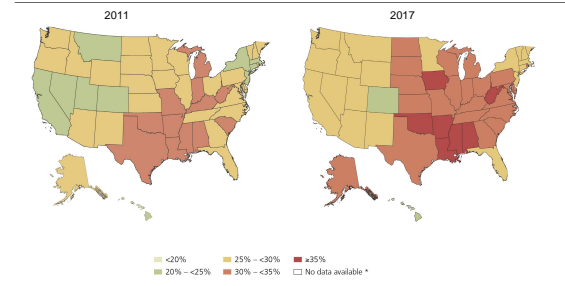 2011
2017
<20%
25% – <30%
≥35%
20% – <25%
30% – <35%
No data available *